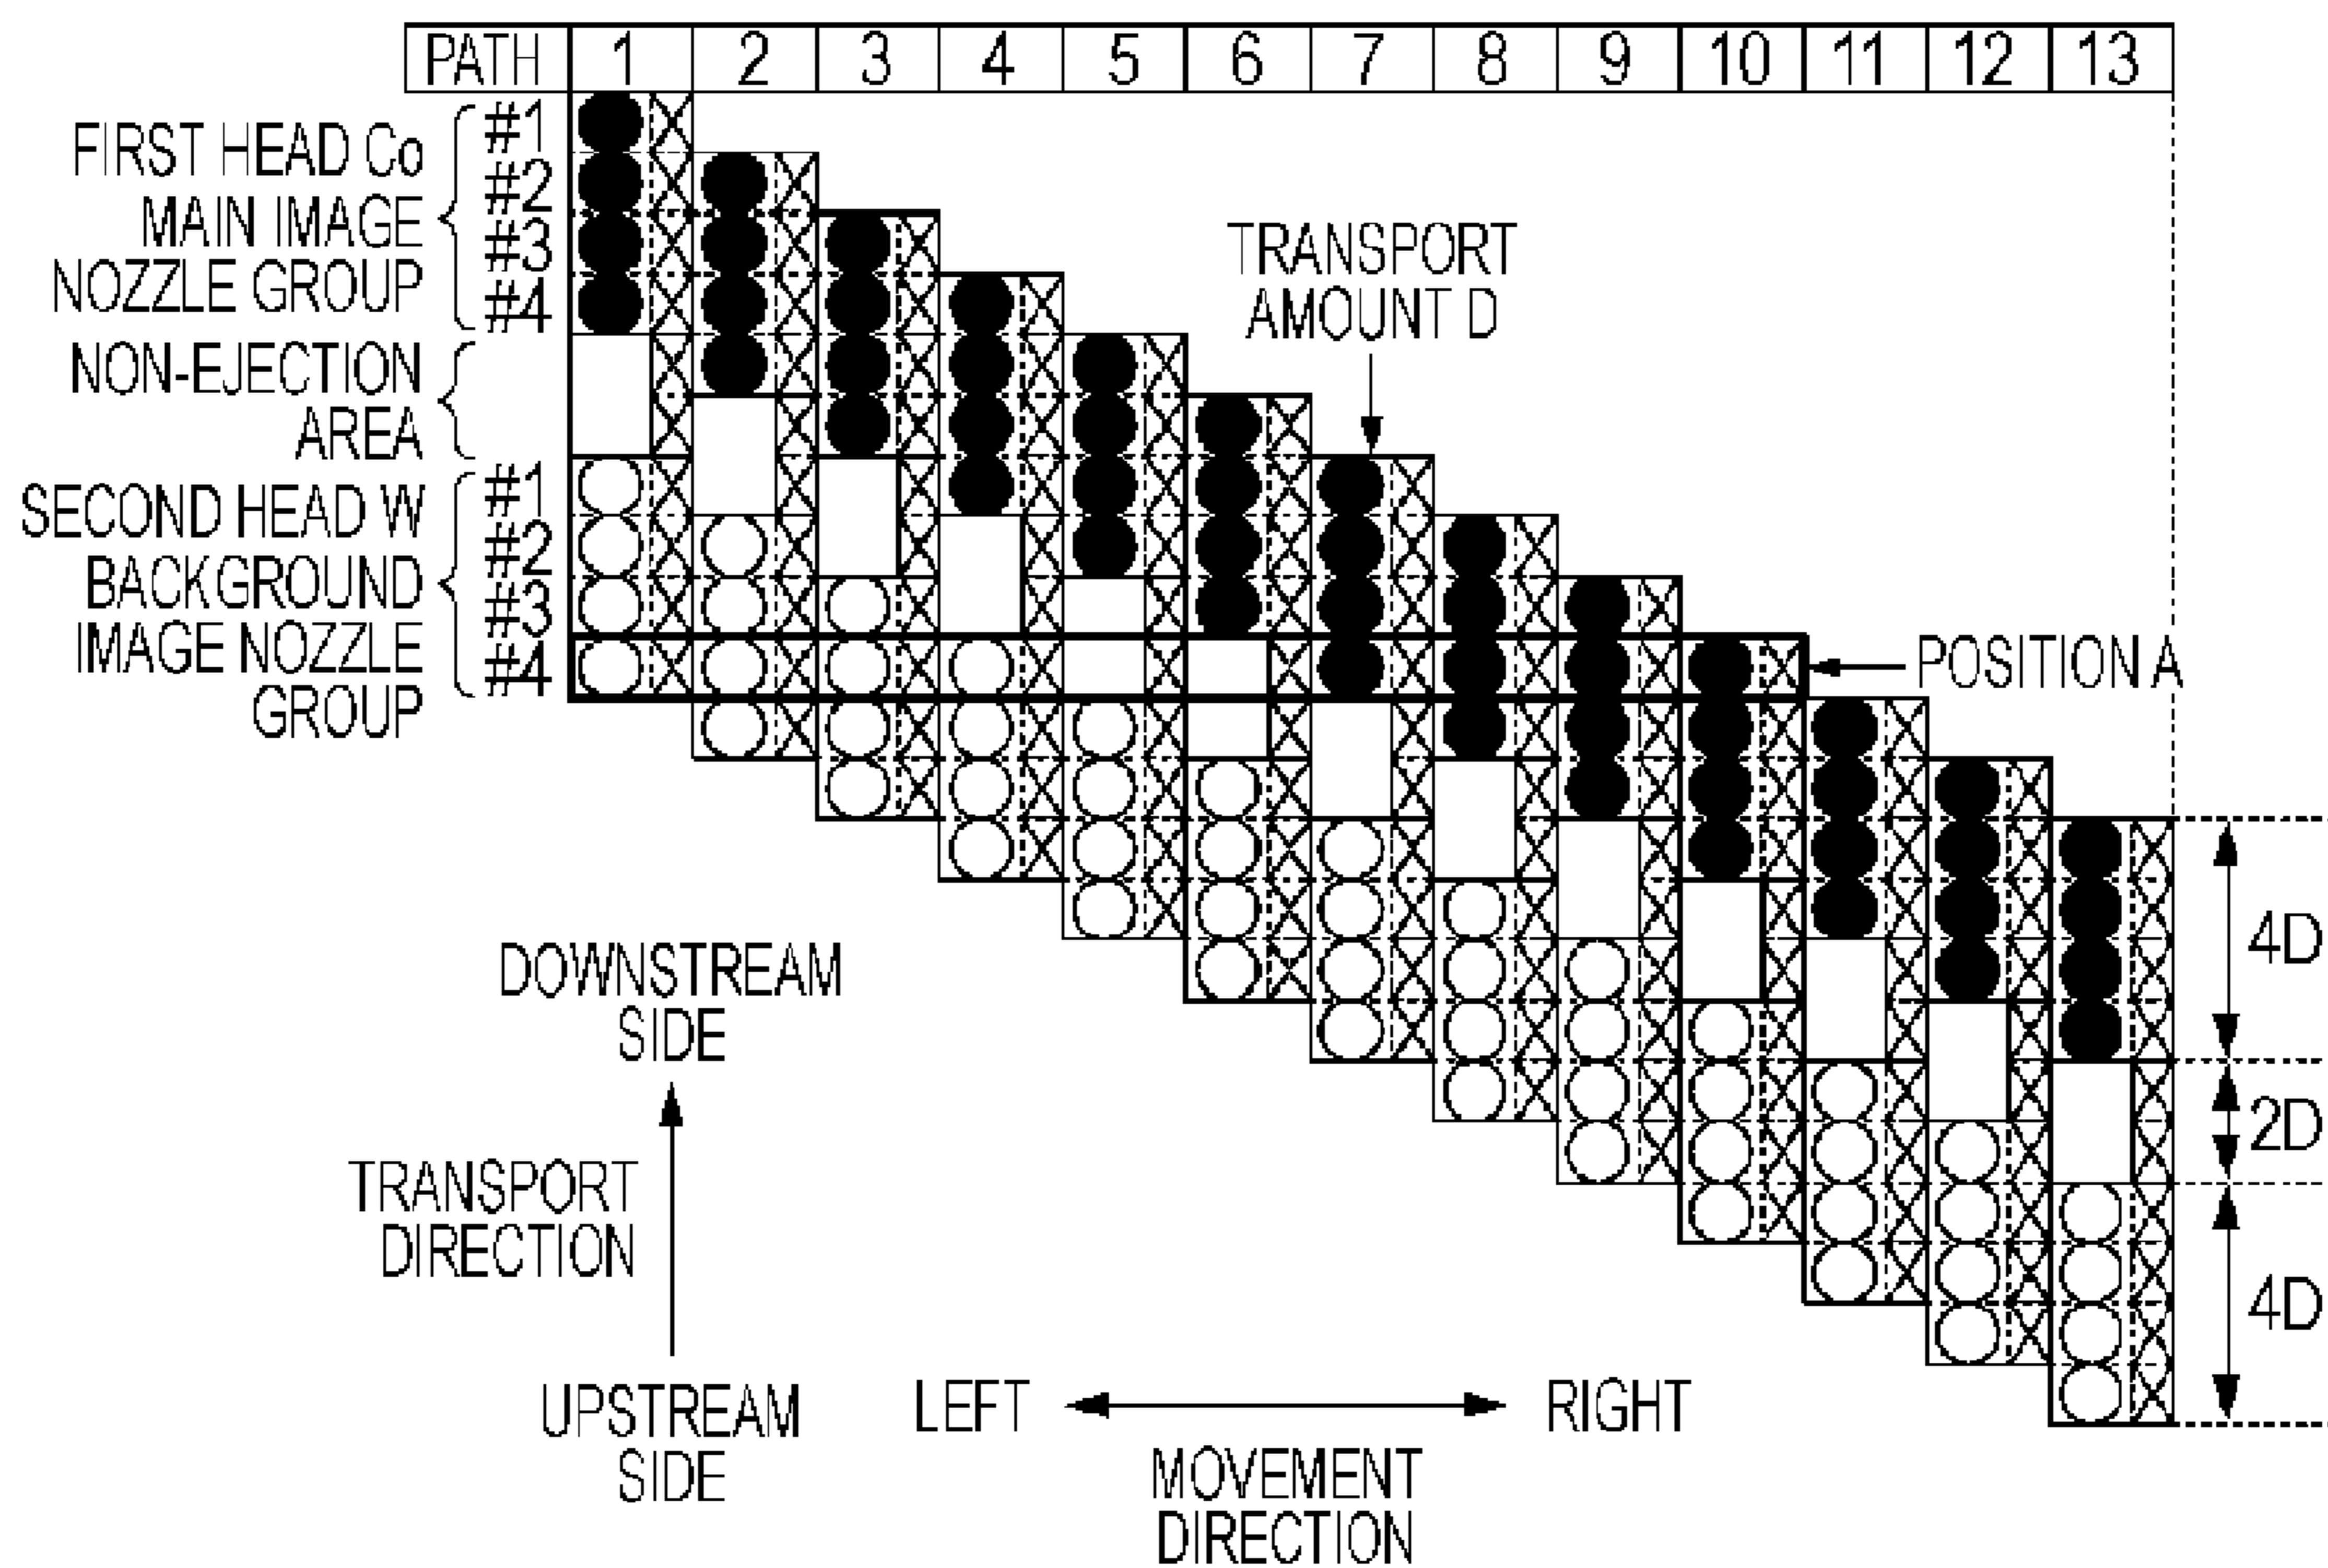 PATH 1 2 3 4 5 6 7 8 9 10 11 12 13
FIRST HEAD Co
MAIN IMAGE
NOZZLE GROUP
#1
#2
#3
#4
NON-EJECTION
AREA
SECOND HEAD W
BACKGROUND
IMAGE NOZZLE
GROUP
#1
#2
#3
#4
TRANSPORT
AMOUNT D
POSITION A
4D
2D
4D
DOWNSTREAM
SIDE
TRANSPORT
DIRECTION
UPSTREAM
SIDE
LEFT
RIGHT
MOVEMENT
DIRECTION